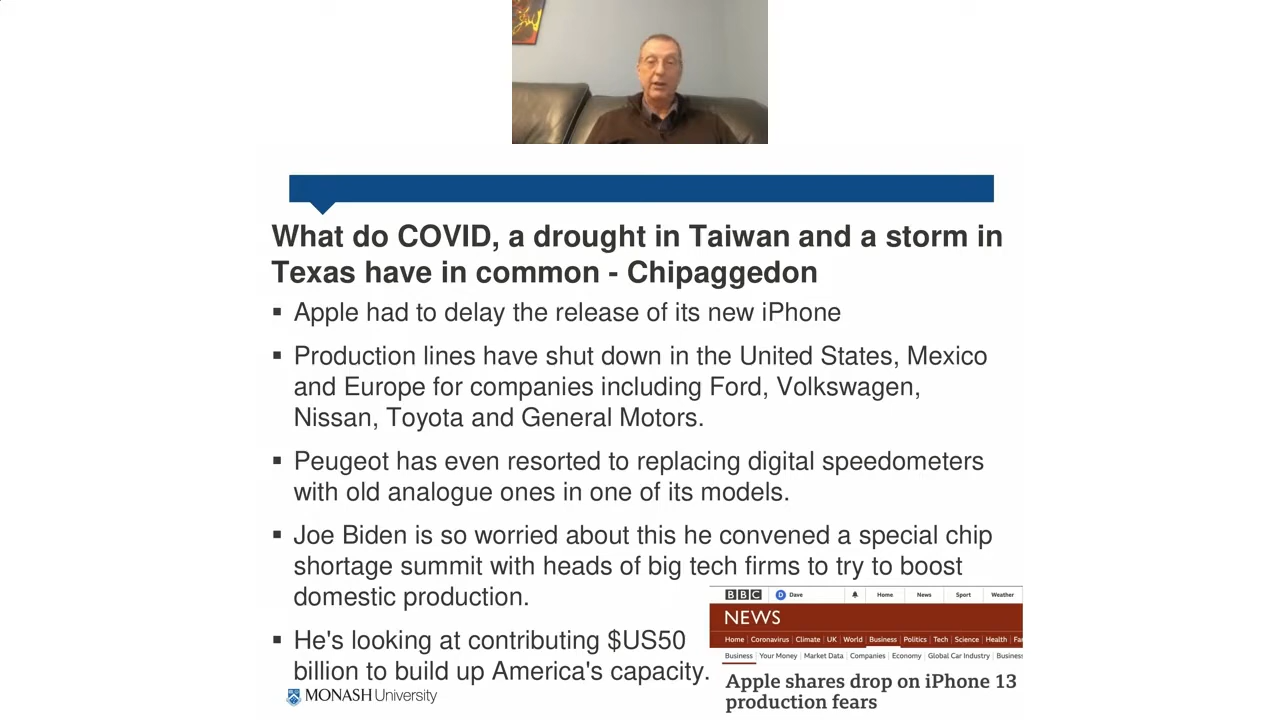 What do COVID, a drought in Taiwan and a storm in
Texas have in common - Chipaggedon
▪ Apple had to delay the release of its new iPhone
▪ Production lines have shut down in the United States, Mexico
and Europe for companies including Ford, Volkswagen,
Nissan, Toyota and General Motors.
▪ Peugeot has even resorted to replacing digital speedometers
with old analogue ones in one of its models.
▪ Joe Biden is so worried about this he convened a special chip
shortage summit with heads of big tech firms to try to boost
domestic production.
▪ He's looking at contributing $US50
billion to build up America's capacity.
MONASH University
BBC D Dave Home News Sport Weather
NEWS
Home Coronavirus Climate UK World Business Politics Tech Science Health Fa
Business Your Money Market Data Companies Economy Global Car Industry Business
Apple shares drop on iPhone 13
production fears